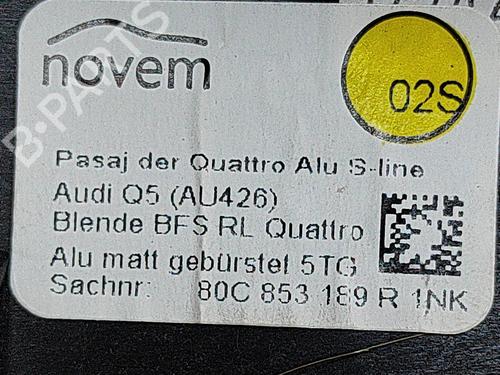 novem
02S
Pasaj der Quattro Alu S-line
Audi Q5 (AU426)
Blende BFS RL Quattro
Alu matt gebürstet 5TG
Sachnr: 80C 853 189 R 1NK
B-PARTS